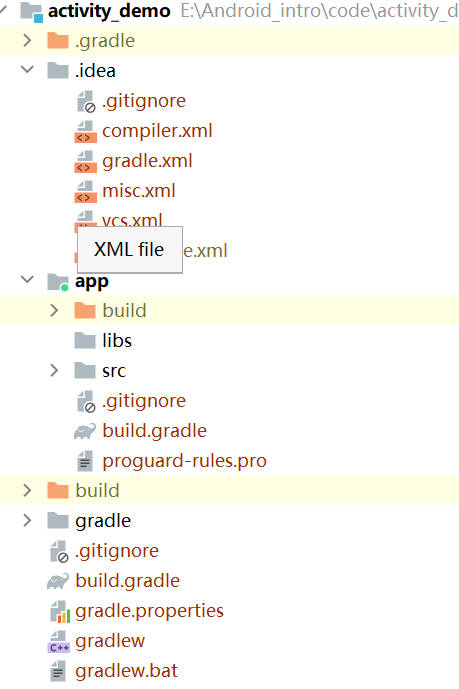 activity_demo E:\Android_intro\code\activity_d
.gradle
.idea
.gitignore
compiler.xml
gradle.xml
misc.xml
vcs.xml
XML file
e.xml
app
build
libs
src
.gitignore
build.gradle
proguard-rules.pro
build
gradle
.gitignore
build.gradle
gradle.properties
C++ gradlew
gradlew.bat